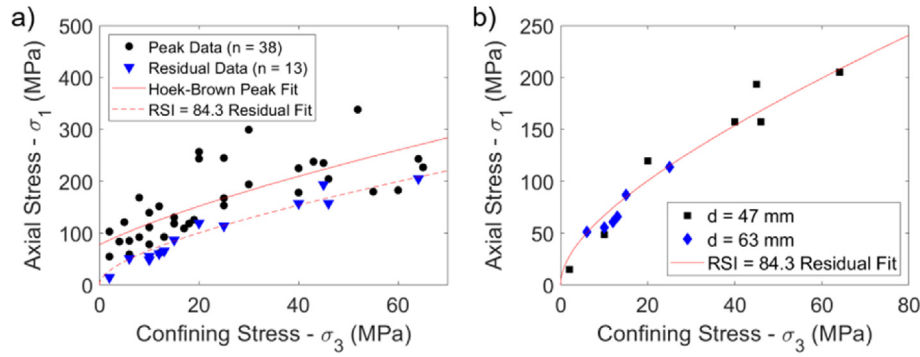 a)
500
400
300
200
100
0
Axial Stress - σ1 (MPa)
Peak Data (n = 38)
Residual Data (n = 13)
Hoek-Brown Peak Fit
RSI = 84.3 Residual Fit
0 20 40 60
Confining Stress - σ3 (MPa)
b)
250
200
150
100
50
0
Axial Stress - σ1 (MPa)
d = 47 mm
d = 63 mm
RSI = 84.3 Residual Fit
0 20 40 60 80
Confining Stress - σ3 (MPa)